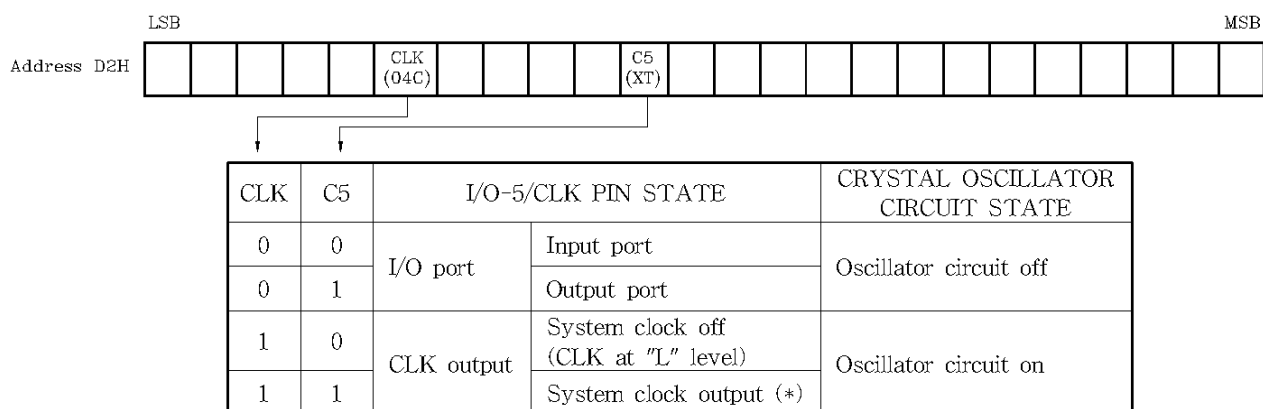 LSB MSB
Address D2H CLK (04C) C5 (XT)
CLK C5 I/O-5/CLK PIN STATE CRYSTAL OSCILLATOR CIRCUIT STATE
0 0 I/O port Input port Oscillator circuit off
0 1 Output port
1 0 CLK output System clock off (CLK at "L" level) Oscillator circuit on
1 1 System clock output (*)